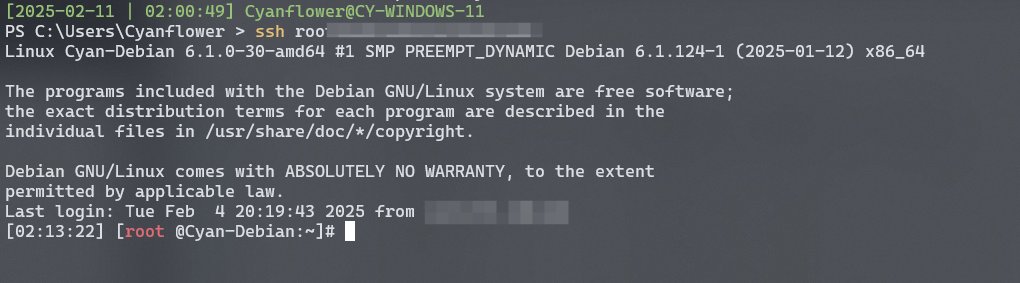 [2025-02-11 | 02:00:49] Cyanflower@CY-WINDOWS-11
PS C:\Users\Cyanflower > ssh root
Linux Cyan-Debian 6.1.0-30-amd64 #1 SMP PREEMPT_DYNAMIC Debian 6.1.124-1 (2025-01-12) x86_64
The programs included with the Debian GNU/Linux system are free software;
the exact distribution terms for each program are described in the
individual files in /usr/share/doc/*/copyright.
Debian GNU/Linux comes with ABSOLUTELY NO WARRANTY, to the extent
permitted by applicable law.
Last login: Tue Feb  4 20:19:43 2025 from
[02:13:22] [root @Cyan-Debian:~]#